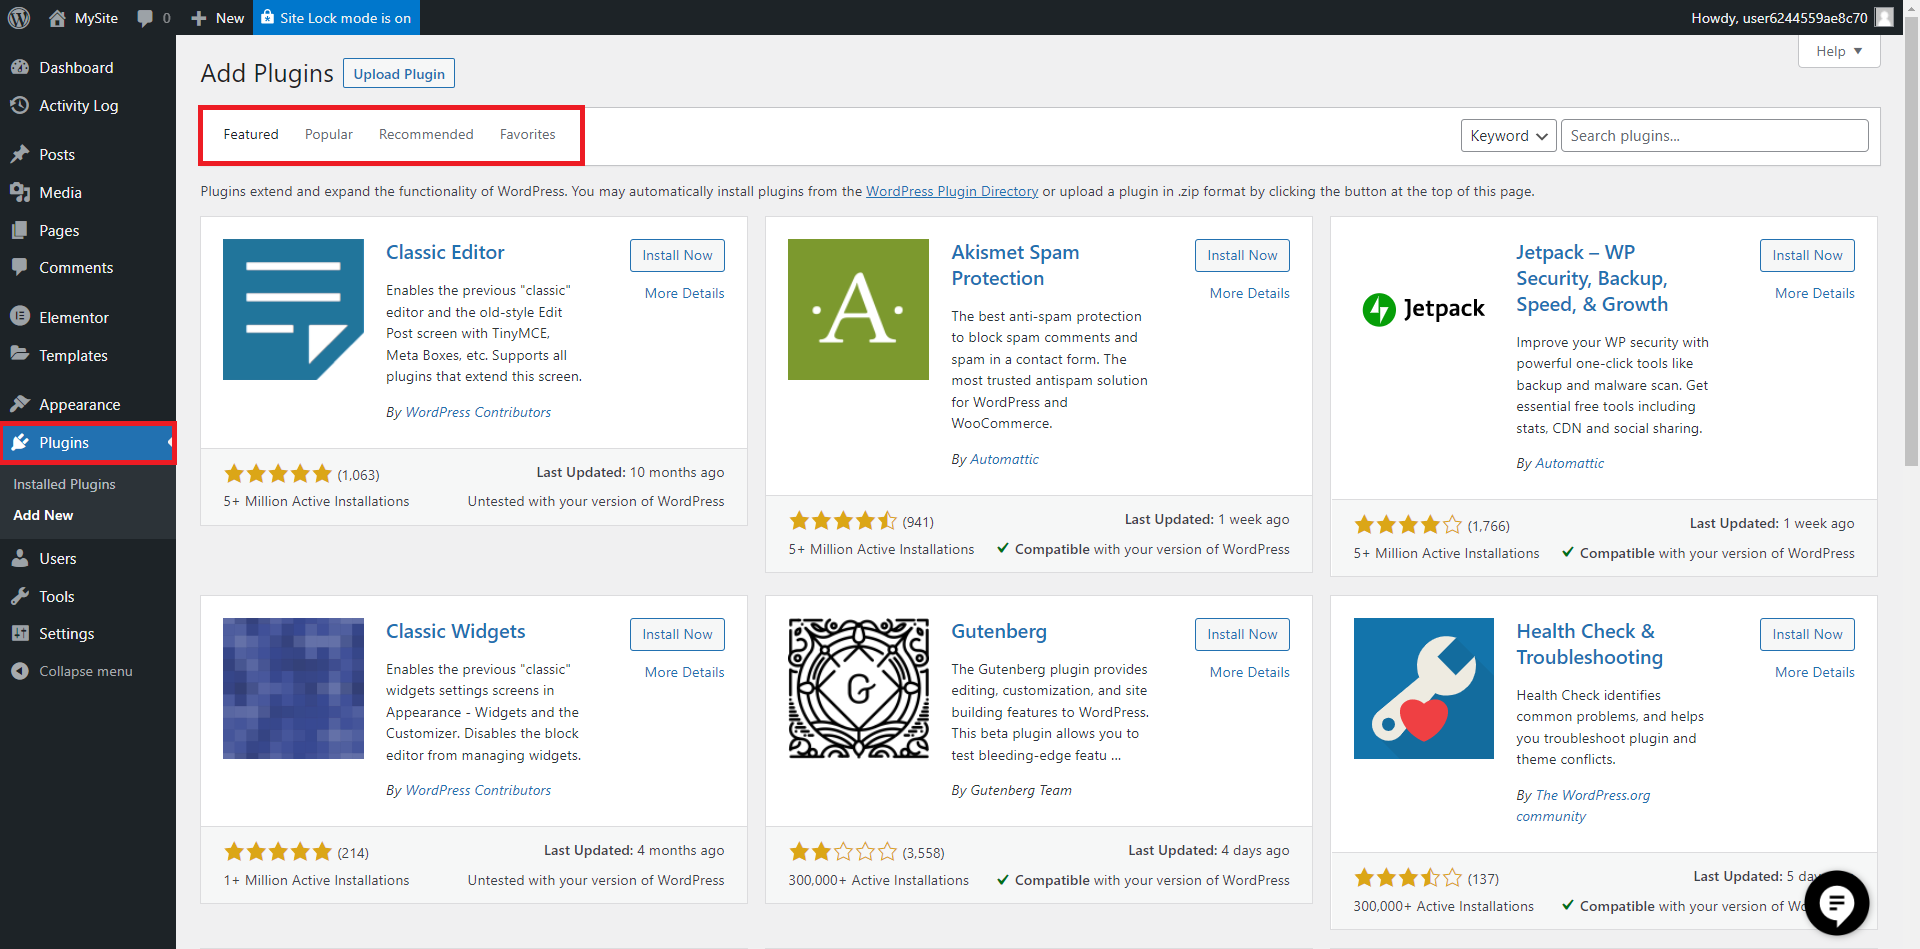 MySite
0
New
Site Lock mode is on
Howdy, user6244559ae8c70
Dashboard
Activity Log
Posts
Media
Pages
Comments
Elementor
Templates
Appearance
Plugins
Installed Plugins
Add New
Users
Tools
Settings
Collapse menu
Help
Add Plugins
Upload Plugin
Featured
Popular
Recommended
Favorites
Keyword
Search plugins...
Plugins extend and expand the functionality of WordPress. You may automatically install plugins from the WordPress Plugin Directory or upload a plugin in .zip format by clicking the button at the top of this page.
Classic Editor
Install Now
More Details
Enables the previous "classic"
editor and the old-style Edit
Post screen with TinyMCE,
Meta Boxes, etc. Supports all
plugins that extend this screen.
By WordPress Contributors
(1,063)
Last Updated: 10 months ago
5+ Million Active Installations
Untested with your version of WordPress
A
Akismet Spam
Protection
Install Now
More Details
The best anti-spam protection
to block spam comments and
spam in a contact form. The
most trusted antispam solution
for WordPress and
WooCommerce.
By Automattic
(941)
Last Updated: 1 week ago
5+ Million Active Installations
Compatible with your version of WordPress
Jetpack
Jetpack – WP
Security, Backup,
Speed, & Growth
Install Now
More Details
Improve your WP security with
powerful one-click tools like
backup and malware scan. Get
essential free tools including
stats, CDN and social sharing.
By Automattic
(1,766)
Last Updated: 1 week ago
5+ Million Active Installations
Compatible with your version of WordPress
Classic Widgets
Install Now
More Details
Enables the previous "classic"
widgets settings screens in
Appearance - Widgets and the
Customizer. Disables the block
editor from managing widgets.
By WordPress Contributors
(214)
Last Updated: 4 months ago
1+ Million Active Installations
Untested with your version of WordPress
G
Gutenberg
Install Now
More Details
The Gutenberg plugin provides
editing, customization, and site
building features to WordPress.
This beta plugin allows you to
test bleeding-edge featu ...
By Gutenberg Team
(3,558)
Last Updated: 4 days ago
300,000+ Active Installations
Compatible with your version of WordPress
Health Check &
Troubleshooting
Install Now
More Details
Health Check identifies
common problems, and helps
you troubleshoot plugin and
theme conflicts.
By The WordPress.org
community
(137)
Last Updated: 5
300,000+ Active Installations
Compatible with your version of